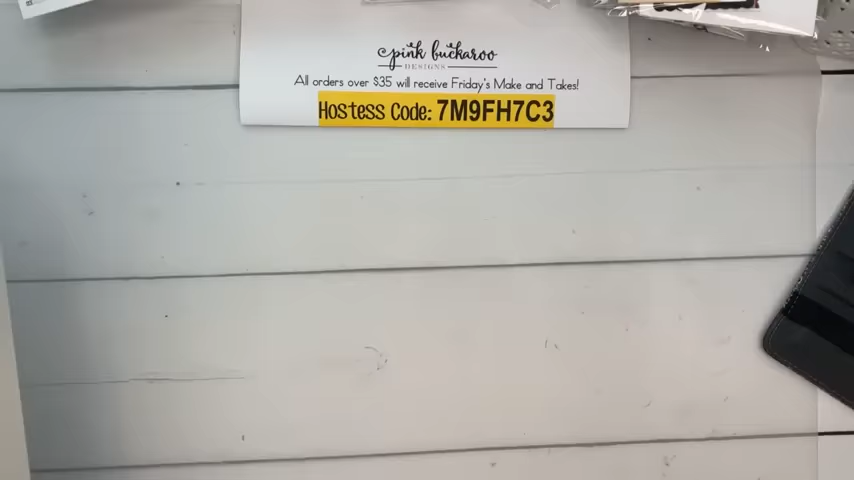 pink buckaroo
DESIGNS
All orders over $35 will receive Friday's Make and Takes!
Hostess Code: 7M9FH7C3